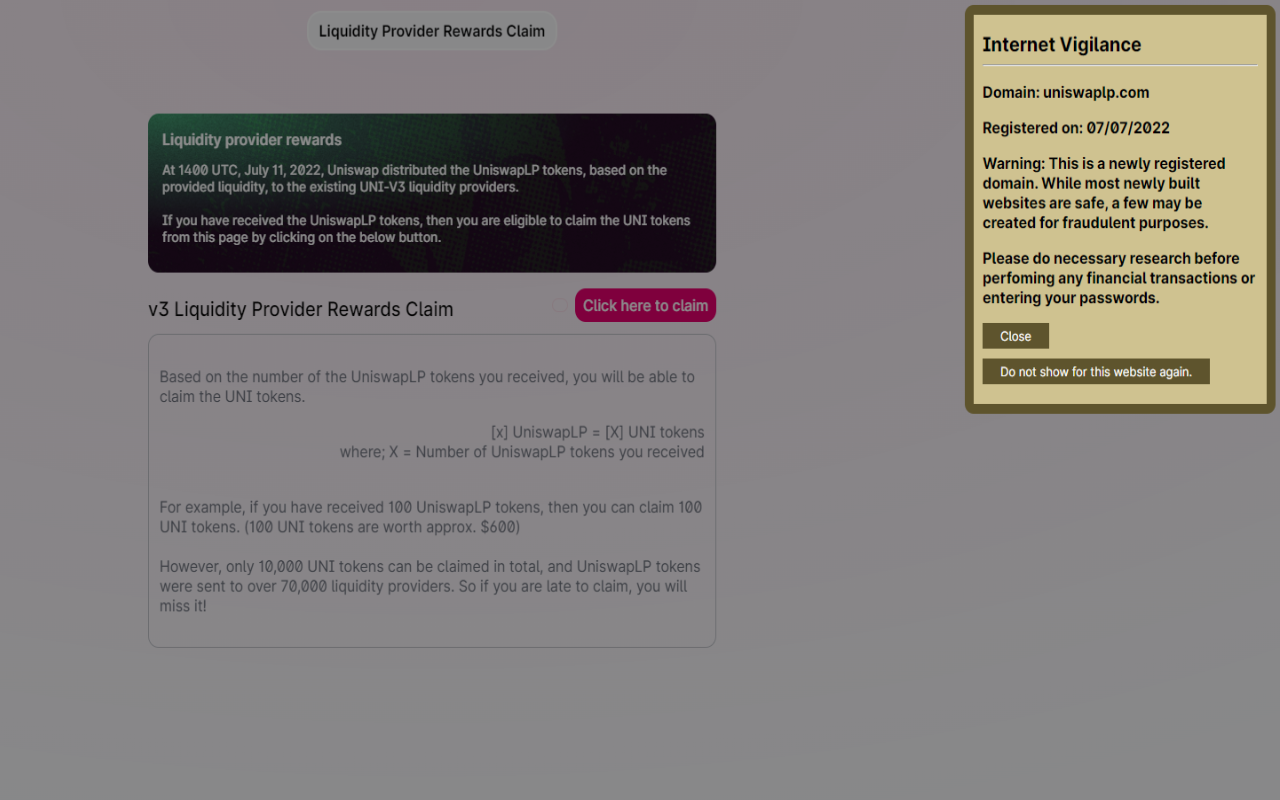 Liquidity Provider Rewards Claim
Liquidity provider rewards
At 1400 UTC, July 11, 2022, Uniswap distributed the UniswapLP tokens, based on the
provided liquidity, to the existing UNI-V3 liquidity providers.
If you have received the UniswapLP tokens, then you are eligible to claim the UNI tokens
from this page by clicking on the below button.
v3 Liquidity Provider Rewards Claim
Click here to claim
Based on the number of the UniswapLP tokens you received, you will be able to
claim the UNI tokens.
[x] UniswapLP = [X] UNI tokens
where; X = Number of UniswapLP tokens you received
For example, if you have received 100 UniswapLP tokens, then you can claim 100
UNI tokens. (100 UNI tokens are worth approx. $600)
However, only 10,000 UNI tokens can be claimed in total, and UniswapLP tokens
were sent to over 70,000 liquidity providers. So if you are late to claim, you will
miss it!
Internet Vigilance
Domain: uniswaplp.com
Registered on: 07/07/2022
Warning: This is a newly registered
domain. While most newly built
websites are safe, a few may be
created for fraudulent purposes.
Please do necessary research before
perfoming any financial transactions or
entering your passwords.
Close
Do not show for this website again.